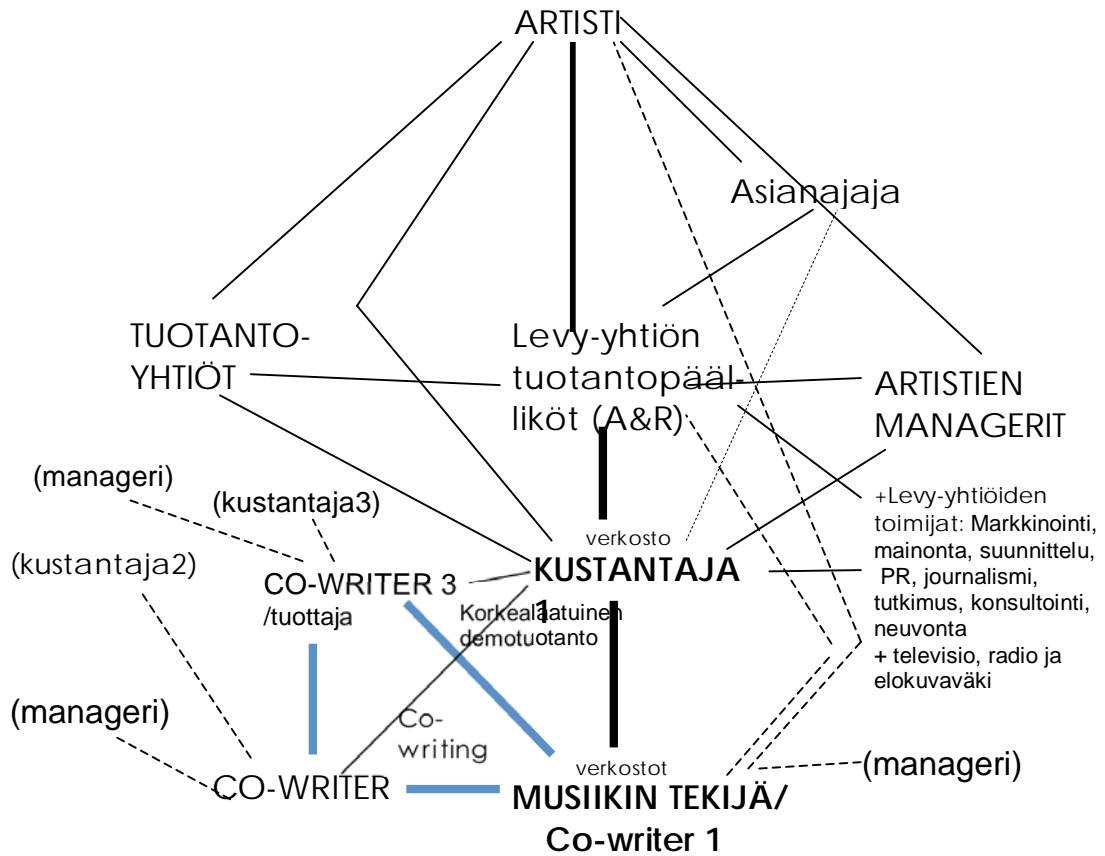 ARTISTI
Asianajaja
TUOTANTO-
YHTIÖT
Levy-yhtiön
tuotantopääl-
liköt (A&R)
ARTISTIEN
MANAGERIT
(manageri)
(kustantaja3)
+Levy-yhtiöiden
toimijat: Markkinointi,
mainonta, suunnittelu,
PR, journalismi,
tutkimus, konsultointi,
neuvonta
+ televisio, radio ja
elokuvaväki
verkosto
KUSTANTAJA
1
(kustantaja2)
CO-WRITER 3
/tuottaja
Korkealaatuinen
demotuotanto
(manageri)
Co-
writing
CO-WRITER
verkostot
MUSIIKIN TEKIJÄ/
Co-writer 1
(manageri)